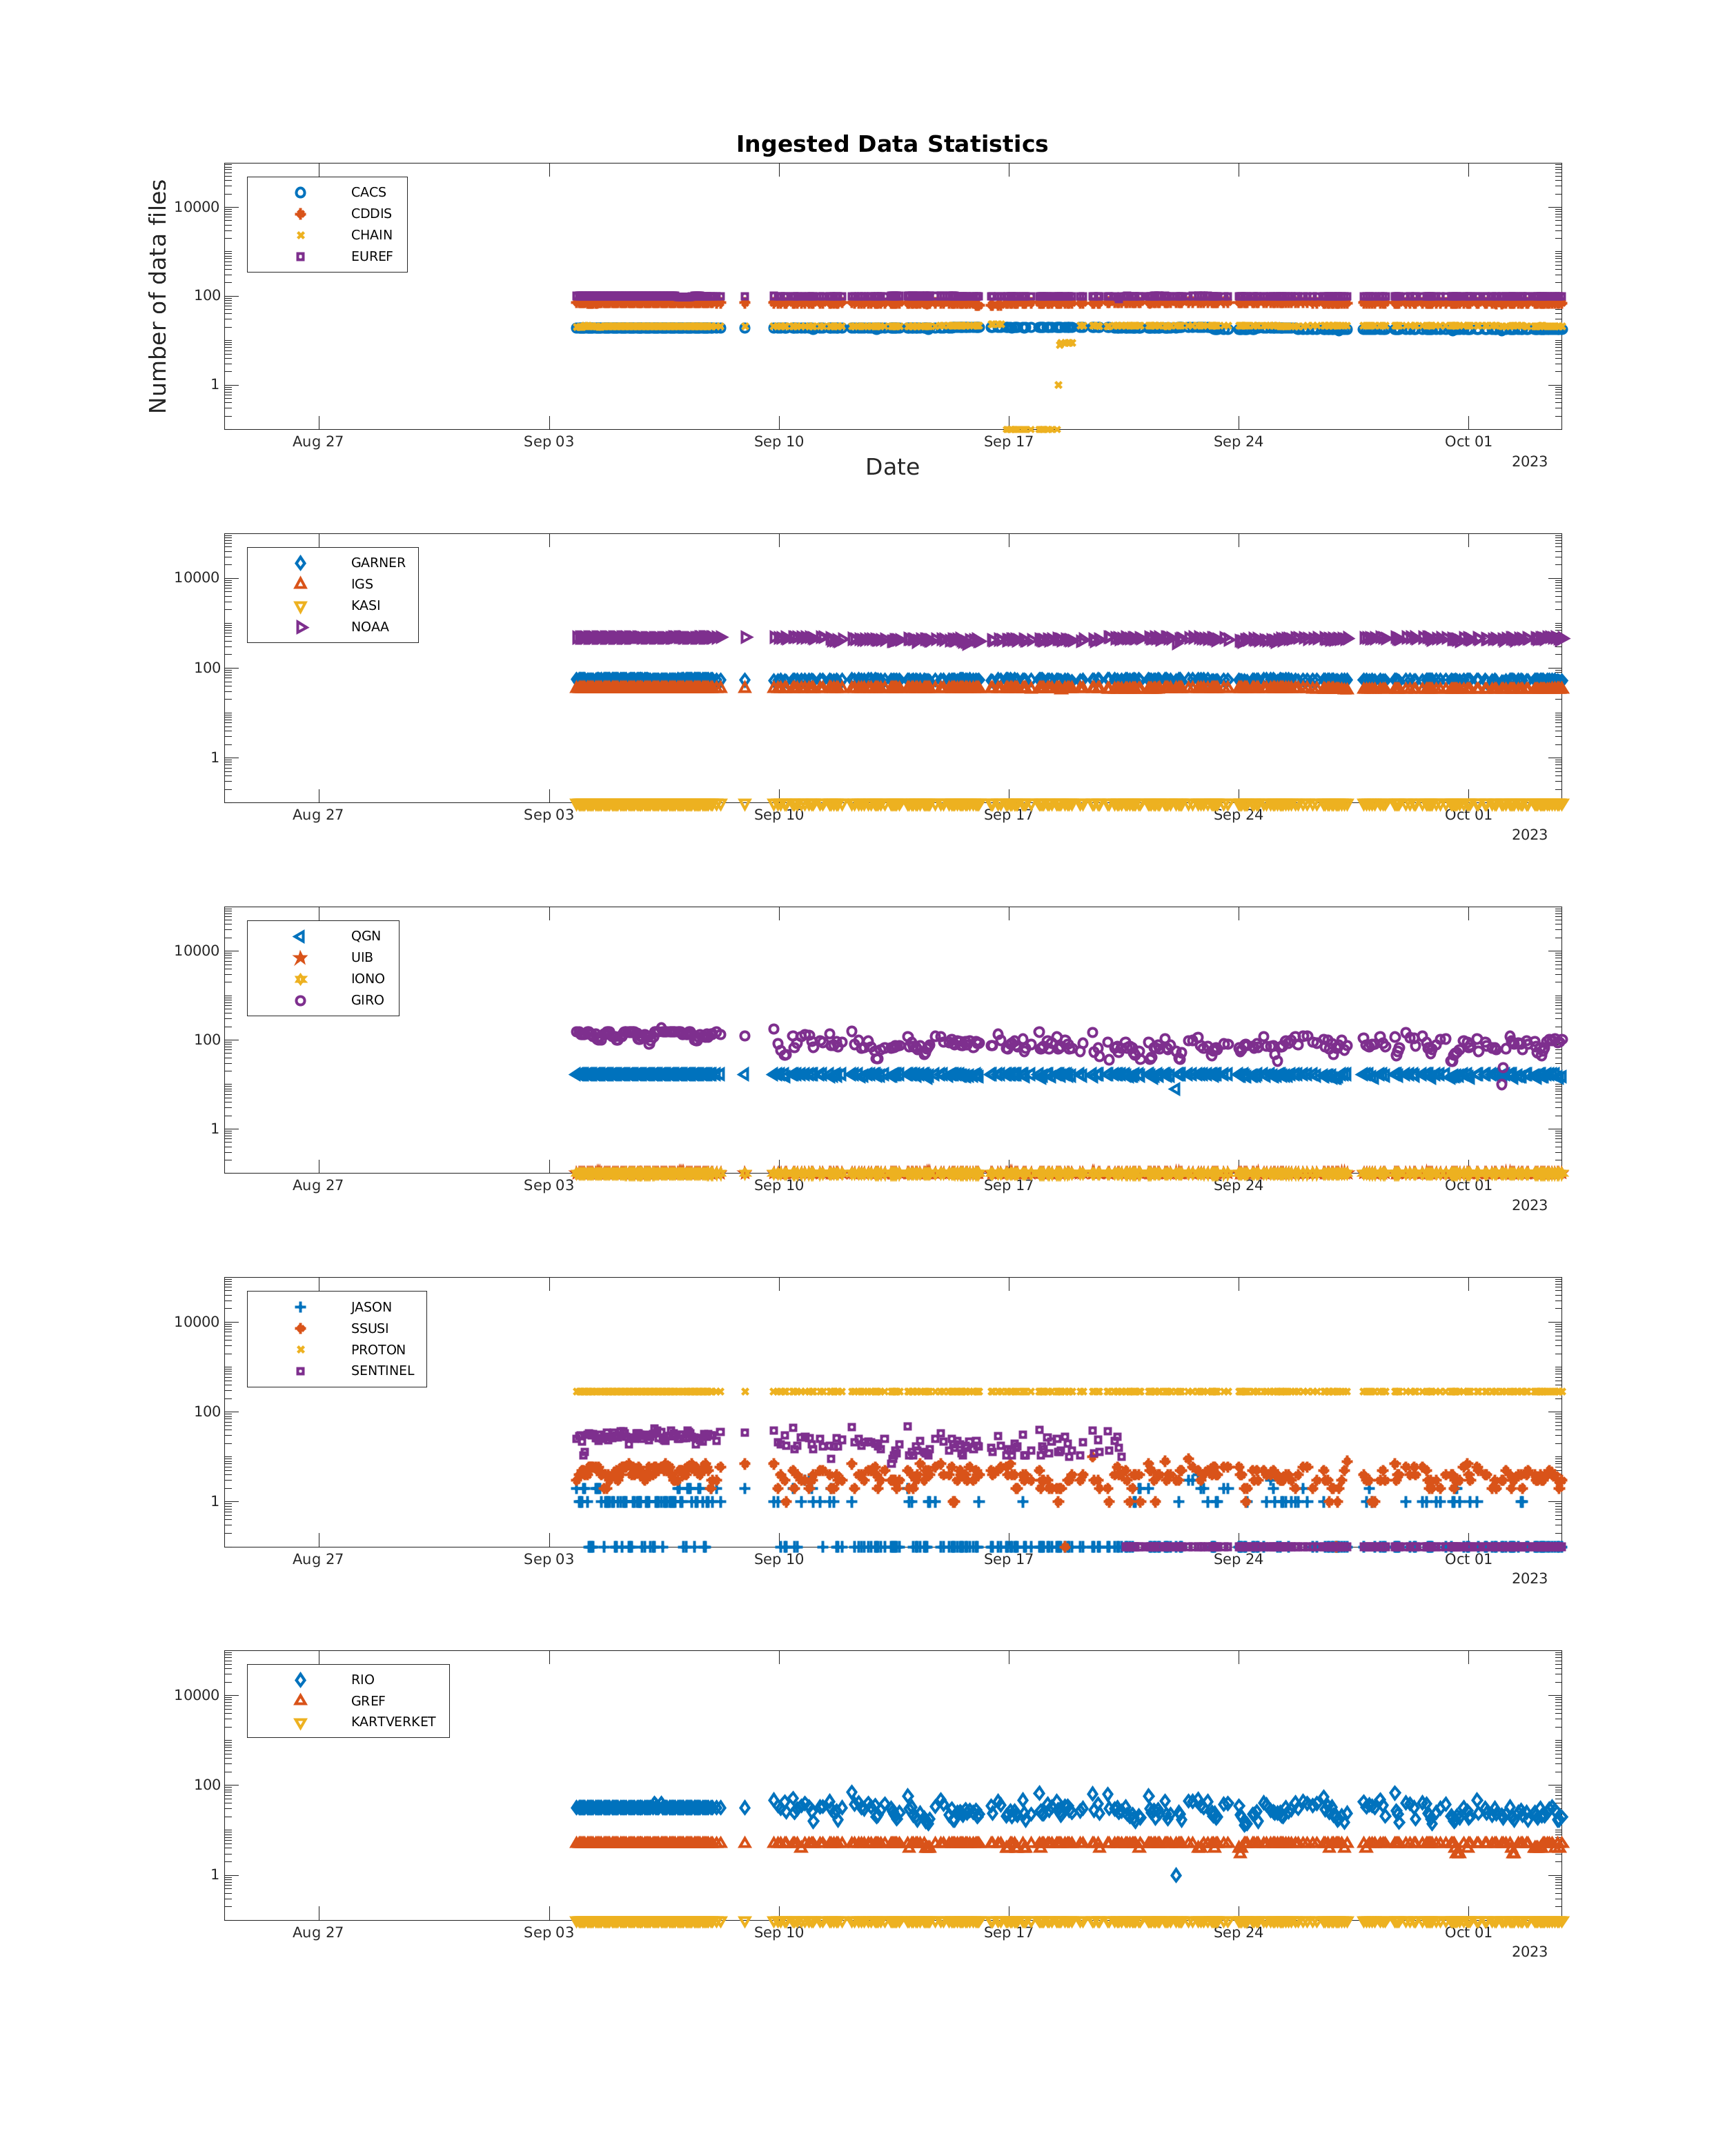 Ingested Data Statistics
Number of data files
10000
100
1
CACS
CDDIS
CHAIN
EUREF
Aug 27 Sep 03 Sep 10 Sep 17 Sep 24 Oct 01
2023
Date
10000
100
1
GARNER
IGS
KASI
NOAA
Aug 27 Sep 03 Sep 10 Sep 17 Sep 24 Oct 01
2023
10000
100
1
QGN
UIB
IONO
GIRO
Aug 27 Sep 03 Sep 10 Sep 17 Sep 24 Oct 01
2023
10000
100
1
JASON
SSUSI
PROTON
SENTINEL
Aug 27 Sep 03 Sep 10 Sep 17 Sep 24 Oct 01
2023
10000
100
1
RIO
GREF
KARTVERKET
Aug 27 Sep 03 Sep 10 Sep 17 Sep 24 Oct 01
2023